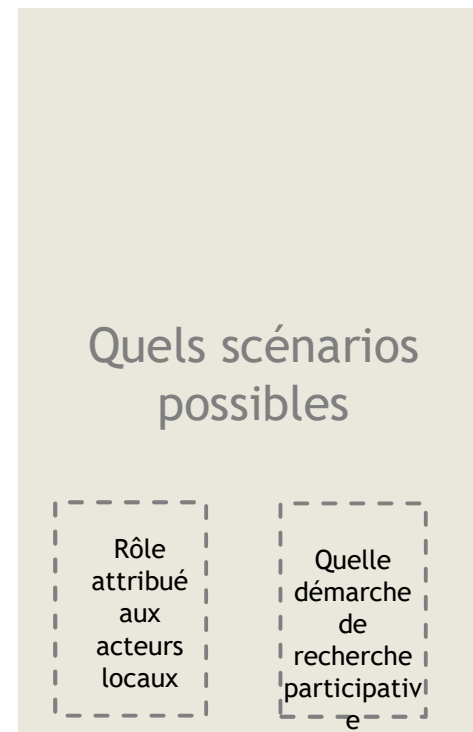 Quels scénarios
possibles
Rôle
attribué
aux
acteurs
locaux
Quelle
démarche
de
recherche
participativ
e